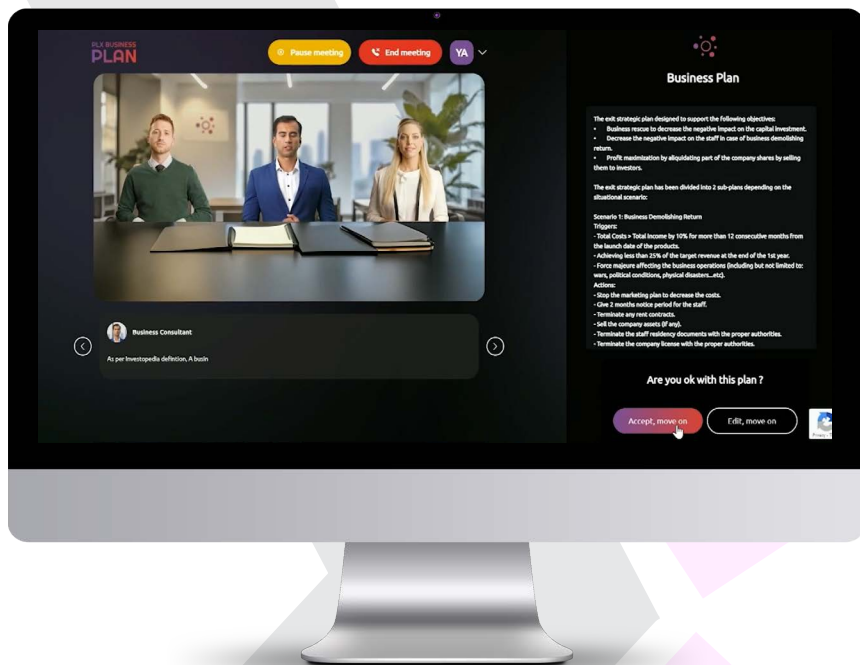 PLX BUSINESS
PLAN
Pause meeting
End meeting
YA
Business Consultant
As per Investopedia defintion, A busin
Business Plan
The exit strategic plan designed to support the following objectives:
• Business rescue to decrease the negative impact on the capital investment.
• Decrease the negative impact on the staff in case of business demolishing
return.
• Profit maximization by aliquidating part of the company shares by selling
them to investors.
The exit strategic plan has been divided into 2 sub-plans depending on the
situational scenario:
Scenario 1: Business Demolishing Return
Triggers:
- Total Costs > Total Income by 10% for more than 12 consecutive months from
the launch date of the products.
- Achieving less than 25% of the target revenue at the end of the 1st year.
- Force majeure affecting the business operations (including but not limited to:
wars, political conditions, physical disasters...etc).
Actions:
- Stop the marketing plan to decrease the costs.
- Give 2 months notice period for the staff.
- Terminate any rent contracts.
- Sell the company assets (if any).
- Terminate the staff residency documents with the proper authorities.
- Terminate the company license with the proper authorities.
Are you ok with this plan ?
Accept, move on
Edit, move on